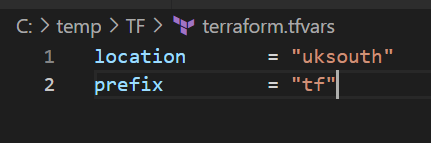 C: > temp > TF > terraform.tfvars
1 location = "uksouth"
2 prefix = "tf"